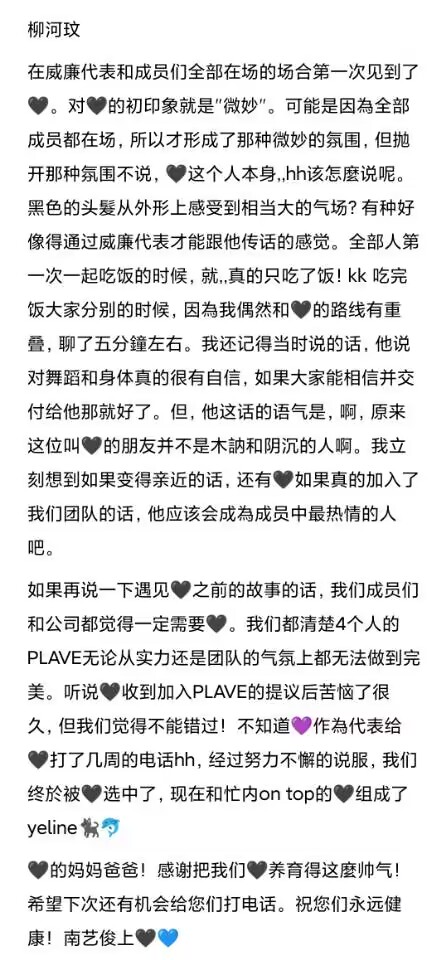 柳河玟
在威廉代表和成员们全部在场的场合第一次见到了
🖤。对🖤的初印象就是"微妙"。可能是因為全部
成员都在场，所以才形成了那种微妙的氛围，但抛
开那种氛围不说，🖤这个人本身,,hh该怎麼说呢。
黑色的头髪从外形上感受到相当大的气场？有种好
像得通过威廉代表才能跟他传话的感觉。全部人第
一次一起吃饭的时候，就,,真的只吃了饭！kk 吃完
饭大家分别的时候，因為我偶然和🖤的路线有重
叠，聊了五分鐘左右。我还记得当时说的话，他说
对舞蹈和身体真的很有自信，如果大家能相信并交
付给他那就好了。但，他这话的语气是，啊，原来
这位叫🖤的朋友并不是木訥和阴沉的人啊。我立
刻想到如果变得亲近的话，还有🖤如果真的加入了
我们团队的话，他应该会成為成员中最热情的人
吧。
如果再说一下遇见🖤之前的故事的话，我们成员们
和公司都觉得一定需要🖤。我们都清楚4个人的
PLAVE无论从实力还是团队的气氛上都无法做到完
美。听说🖤收到加入PLAVE的提议后苦恼了很
久，但我们觉得不能错过！不知道💜作為代表给
🖤打了几周的电话hh，经过努力不懈的说服，我们
终於被🖤选中了，现在和忙内on top的🖤组成了
yeline🐈‍⬛🐬
🖤的妈妈爸爸！感谢把我们🖤养育得这麼帅气！
希望下次还有机会给您们打电话。祝您们永远健
康！南艺俊上🖤💙